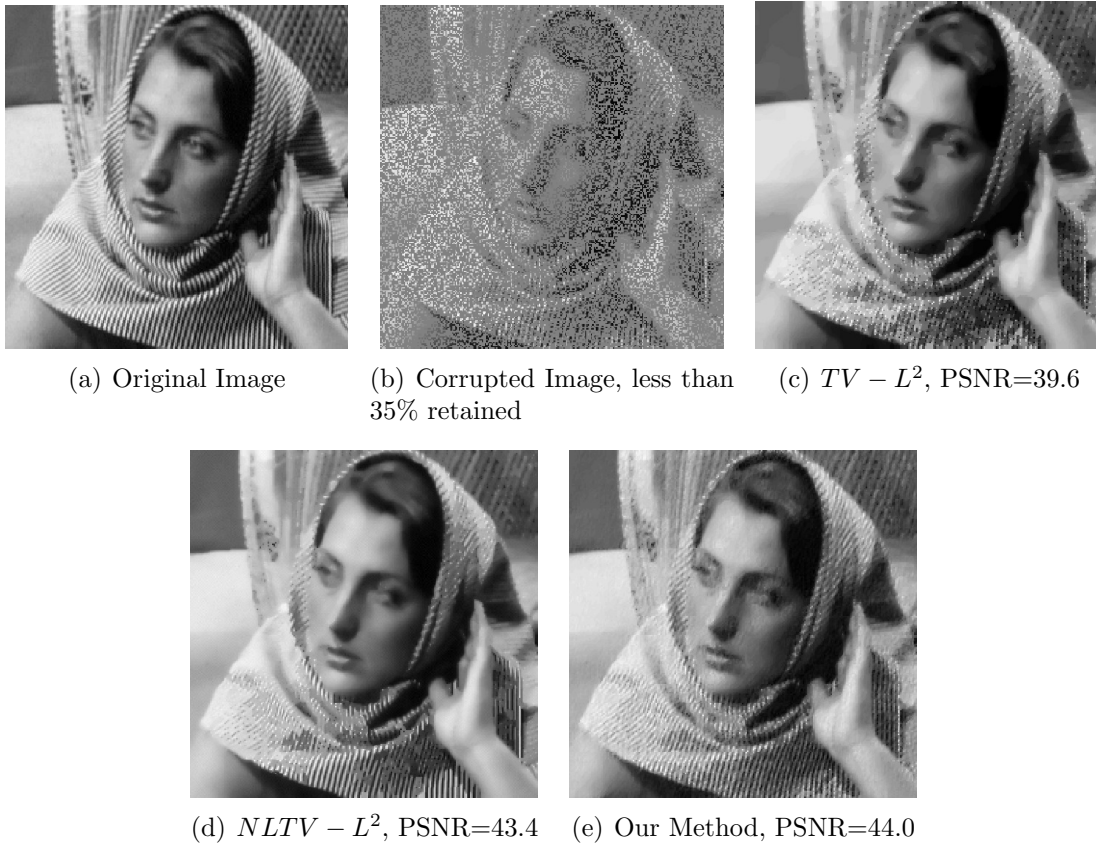 (a) Original Image
(b) Corrupted Image, less than
35% retained
(c) TV − L², PSNR=39.6
(d) NLTV − L², PSNR=43.4
(e) Our Method, PSNR=44.0